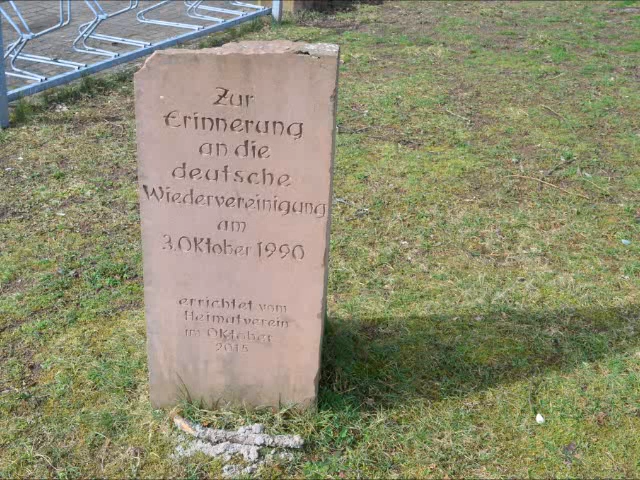 Zur
Erinnerung
an die
deutsche
Wiedervereinigung
am
3.Oktober 1990
errichtet vom
Heimatverein
im Oktober
2015